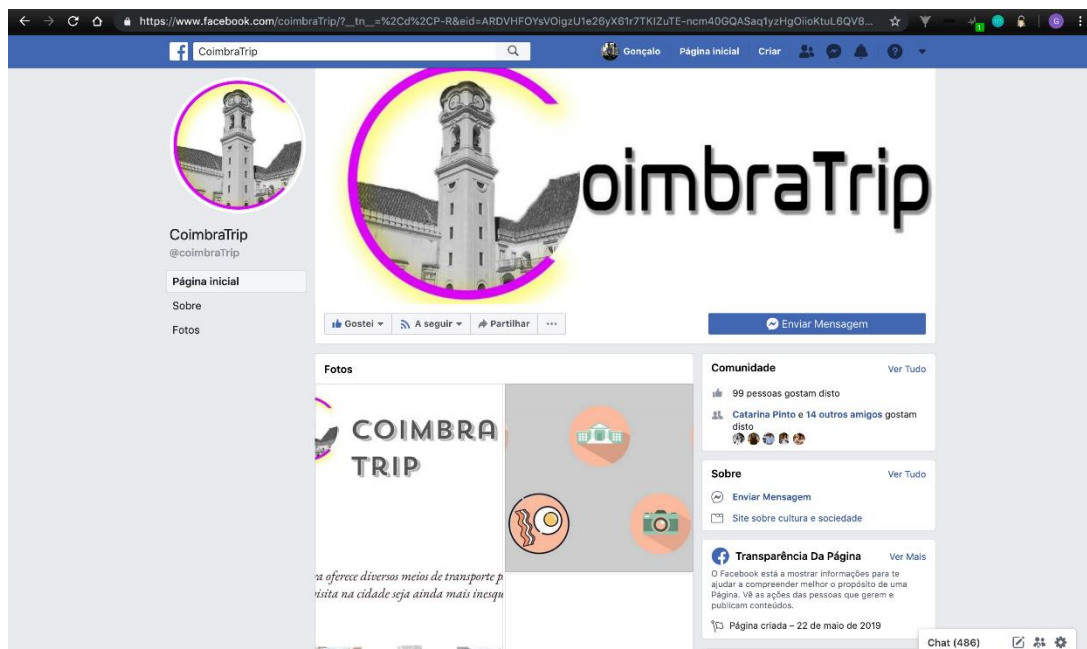 https://www.facebook.com/coimbraTrip/?__tn__=%2Cd%2CP-R&eid=ARDVHFOYsVOigzU1e26yX61r7TKIZuTE-ncm40GQASaq1yzHgOiioKtuL6QV8...
CoimbraTrip
Gonçalo Página inicial Criar
oimbraTrip
CoimbraTrip
@coimbraTrip
Página inicial
Sobre
Fotos
Gostei
A seguir
Partilhar
Enviar Mensagem
Fotos
COIMBRA
TRIP
ra oferece diversos meios de transporte p
visita na cidade seja ainda mais inesqu
Comunidade Ver Tudo
99 pessoas gostam disto
Catarina Pinto e 14 outros amigos gostam
disto
Sobre Ver Tudo
Enviar Mensagem
Site sobre cultura e sociedade
Transparência Da Página Ver Mais
O Facebook está a mostrar informações para te
ajudar a compreender melhor o propósito de uma
Página. Vê as ações das pessoas que gerem e
publicam conteúdos.
Página criada – 22 de maio de 2019
Chat (486)